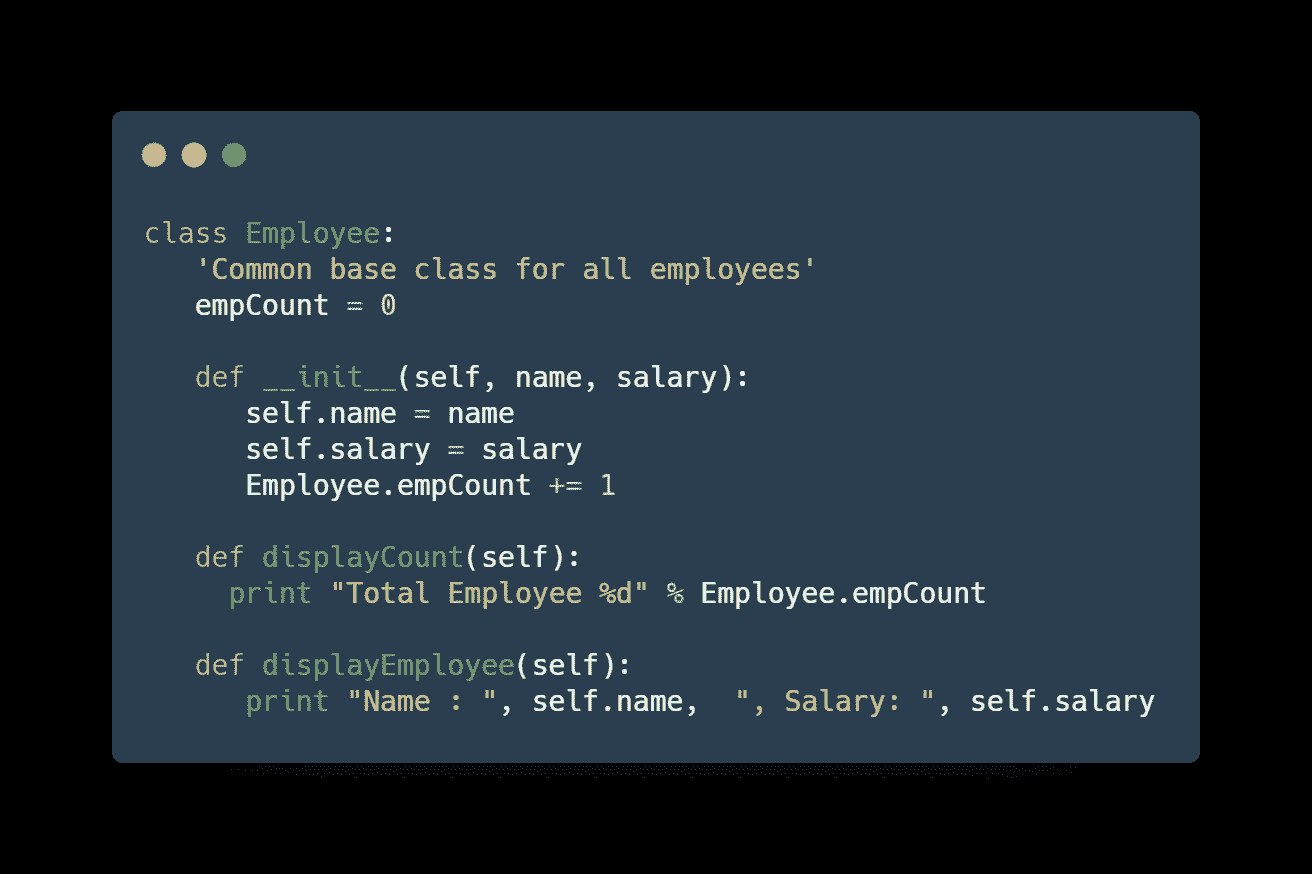 class Employee:
   'Common base class for all employees'
   empCount = 0

   def __init__(self, name, salary):
      self.name = name
      self.salary = salary
      Employee.empCount += 1

   def displayCount(self):
     print "Total Employee %d" % Employee.empCount

   def displayEmployee(self):
      print "Name : ", self.name,  ", Salary: ", self.salary